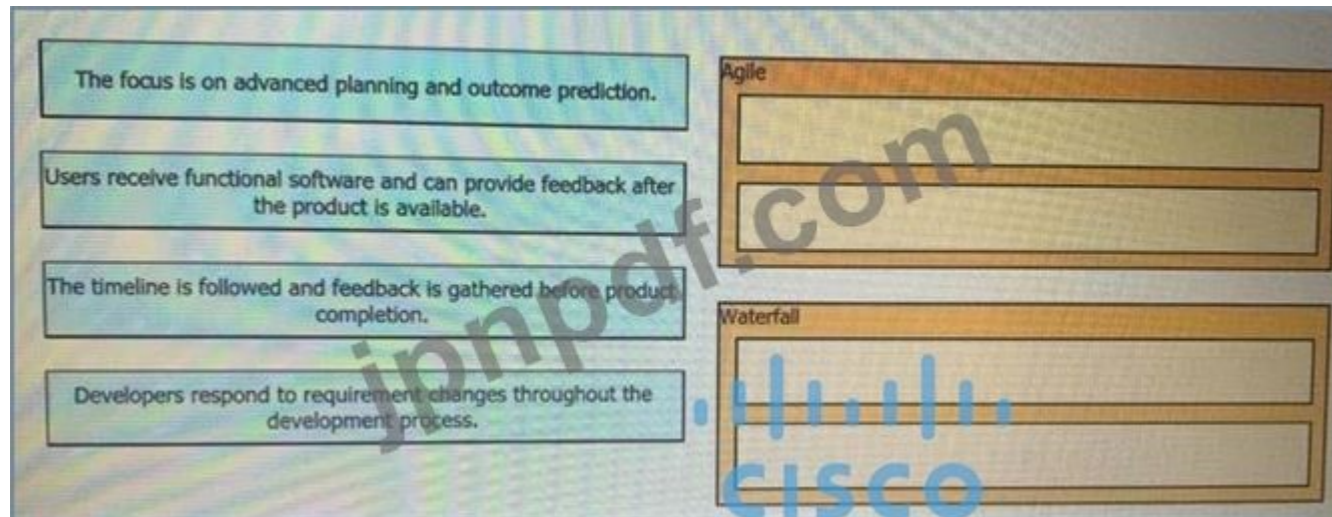 The focus is on advanced planning and outcome prediction.
Users receive functional software and can provide feedback after
the product is available.
The timeline is followed and feedback is gathered before product
completion.
Developers respond to requirement changes throughout the
development process.
Agile
Waterfall
jpnpdf.com
CISCO